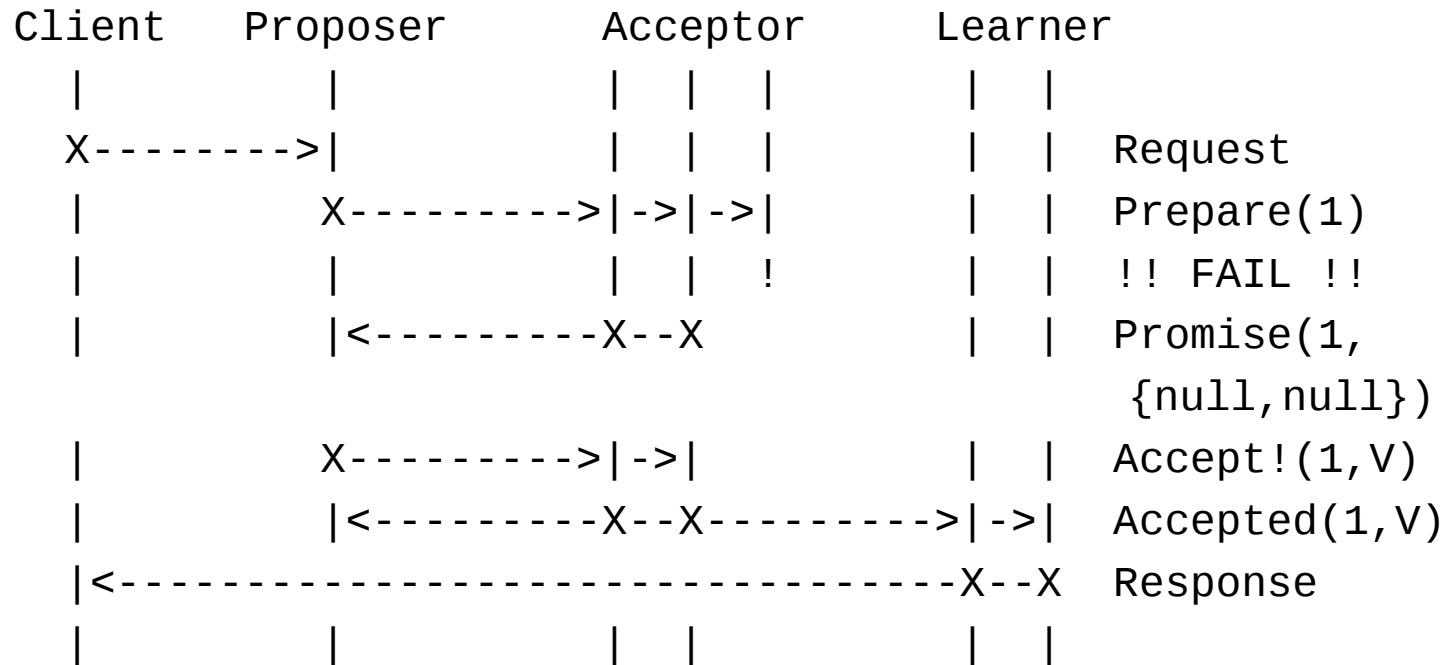 Client   Proposer      Acceptor     Learner
   |         |          |  |  |       |  |
   X-------->|          |  |  |       |  |  Request
   |         X--------->|->|->|       |  |  Prepare(1)
   |         |          |  |  !       |  |  !! FAIL !!
   |         |<---------X--X          |  |  Promise(1,
                                            {null,null})
   |         X--------->|->|          |  |  Accept!(1,V)
   |         |<---------X--X--------->|->|  Accepted(1,V)
   |<---------------------------------X--X  Response
   |         |          |  |          |  |